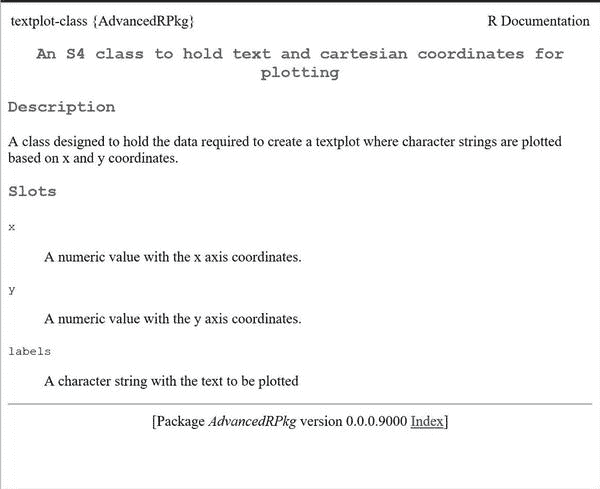 textplot-class {AdvancedRPkg} R Documentation
An S4 class to hold text and cartesian coordinates for
plotting
Description
A class designed to hold the data required to create a textplot where character strings are plotted
based on x and y coordinates.
Slots
x
A numeric value with the x axis coordinates.
y
A numeric value with the y axis coordinates.
labels
A character string with the text to be plotted
[Package AdvancedRPkg version 0.0.0.9000 Index]